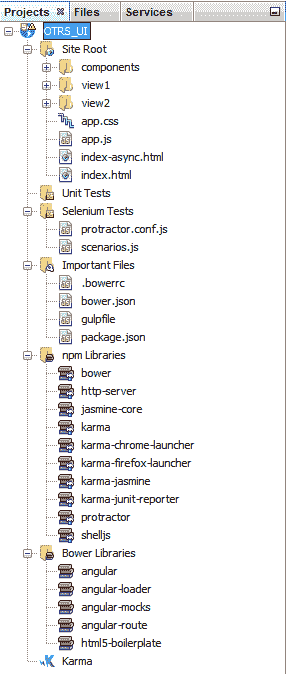 Projects Files Services
OTRS_UI
Site Root
components
view1
view2
app.css
app.js
index-async.html
index.html
Unit Tests
Selenium Tests
protractor.conf.js
scenarios.js
Important Files
.bowerrc
bower.json
gulpfile
package.json
npm Libraries
bower
http-server
jasmine-core
karma
karma-chrome-launcher
karma-firefox-launcher
karma-jasmine
karma-junit-reporter
protractor
shelljs
Bower Libraries
angular
angular-loader
angular-mocks
angular-route
html5-boilerplate
Karma